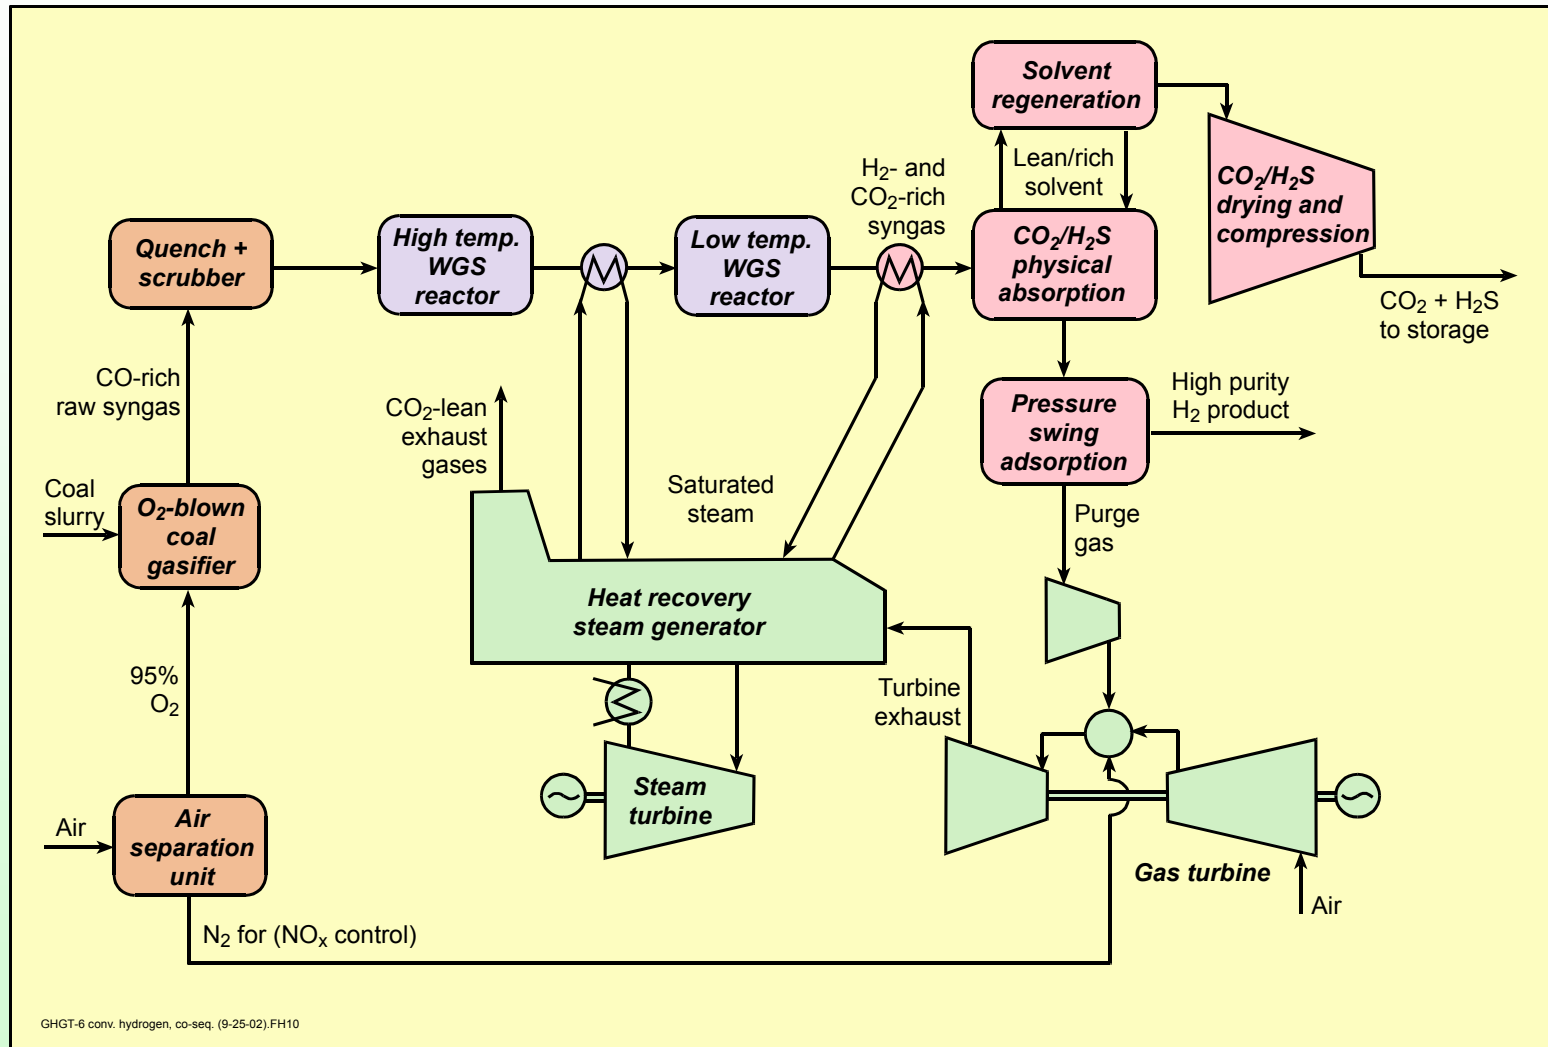 Solvent
regeneration
Lean/rich
solvent
H₂- and
CO₂-rich
syngas
CO₂/H₂S
drying and
compression
Quench +
scrubber
High temp.
WGS
reactor
Low temp.
WGS
reactor
CO₂/H₂S
physical
absorption
CO₂ + H₂S
to storage
CO-rich
raw syngas
CO₂-lean
exhaust
gases
Pressure
swing
adsorption
High purity
H₂ product
Coal
slurry
O₂-blown
coal
gasifier
Saturated
steam
Purge
gas
Heat recovery
steam generator
95%
O₂
Turbine
exhaust
Steam
turbine
Air
Air
separation
unit
Gas turbine
Air
N₂ for (NOₓ control)
GHGT-6 conv. hydrogen, co-seq. (9-25-02).FH10